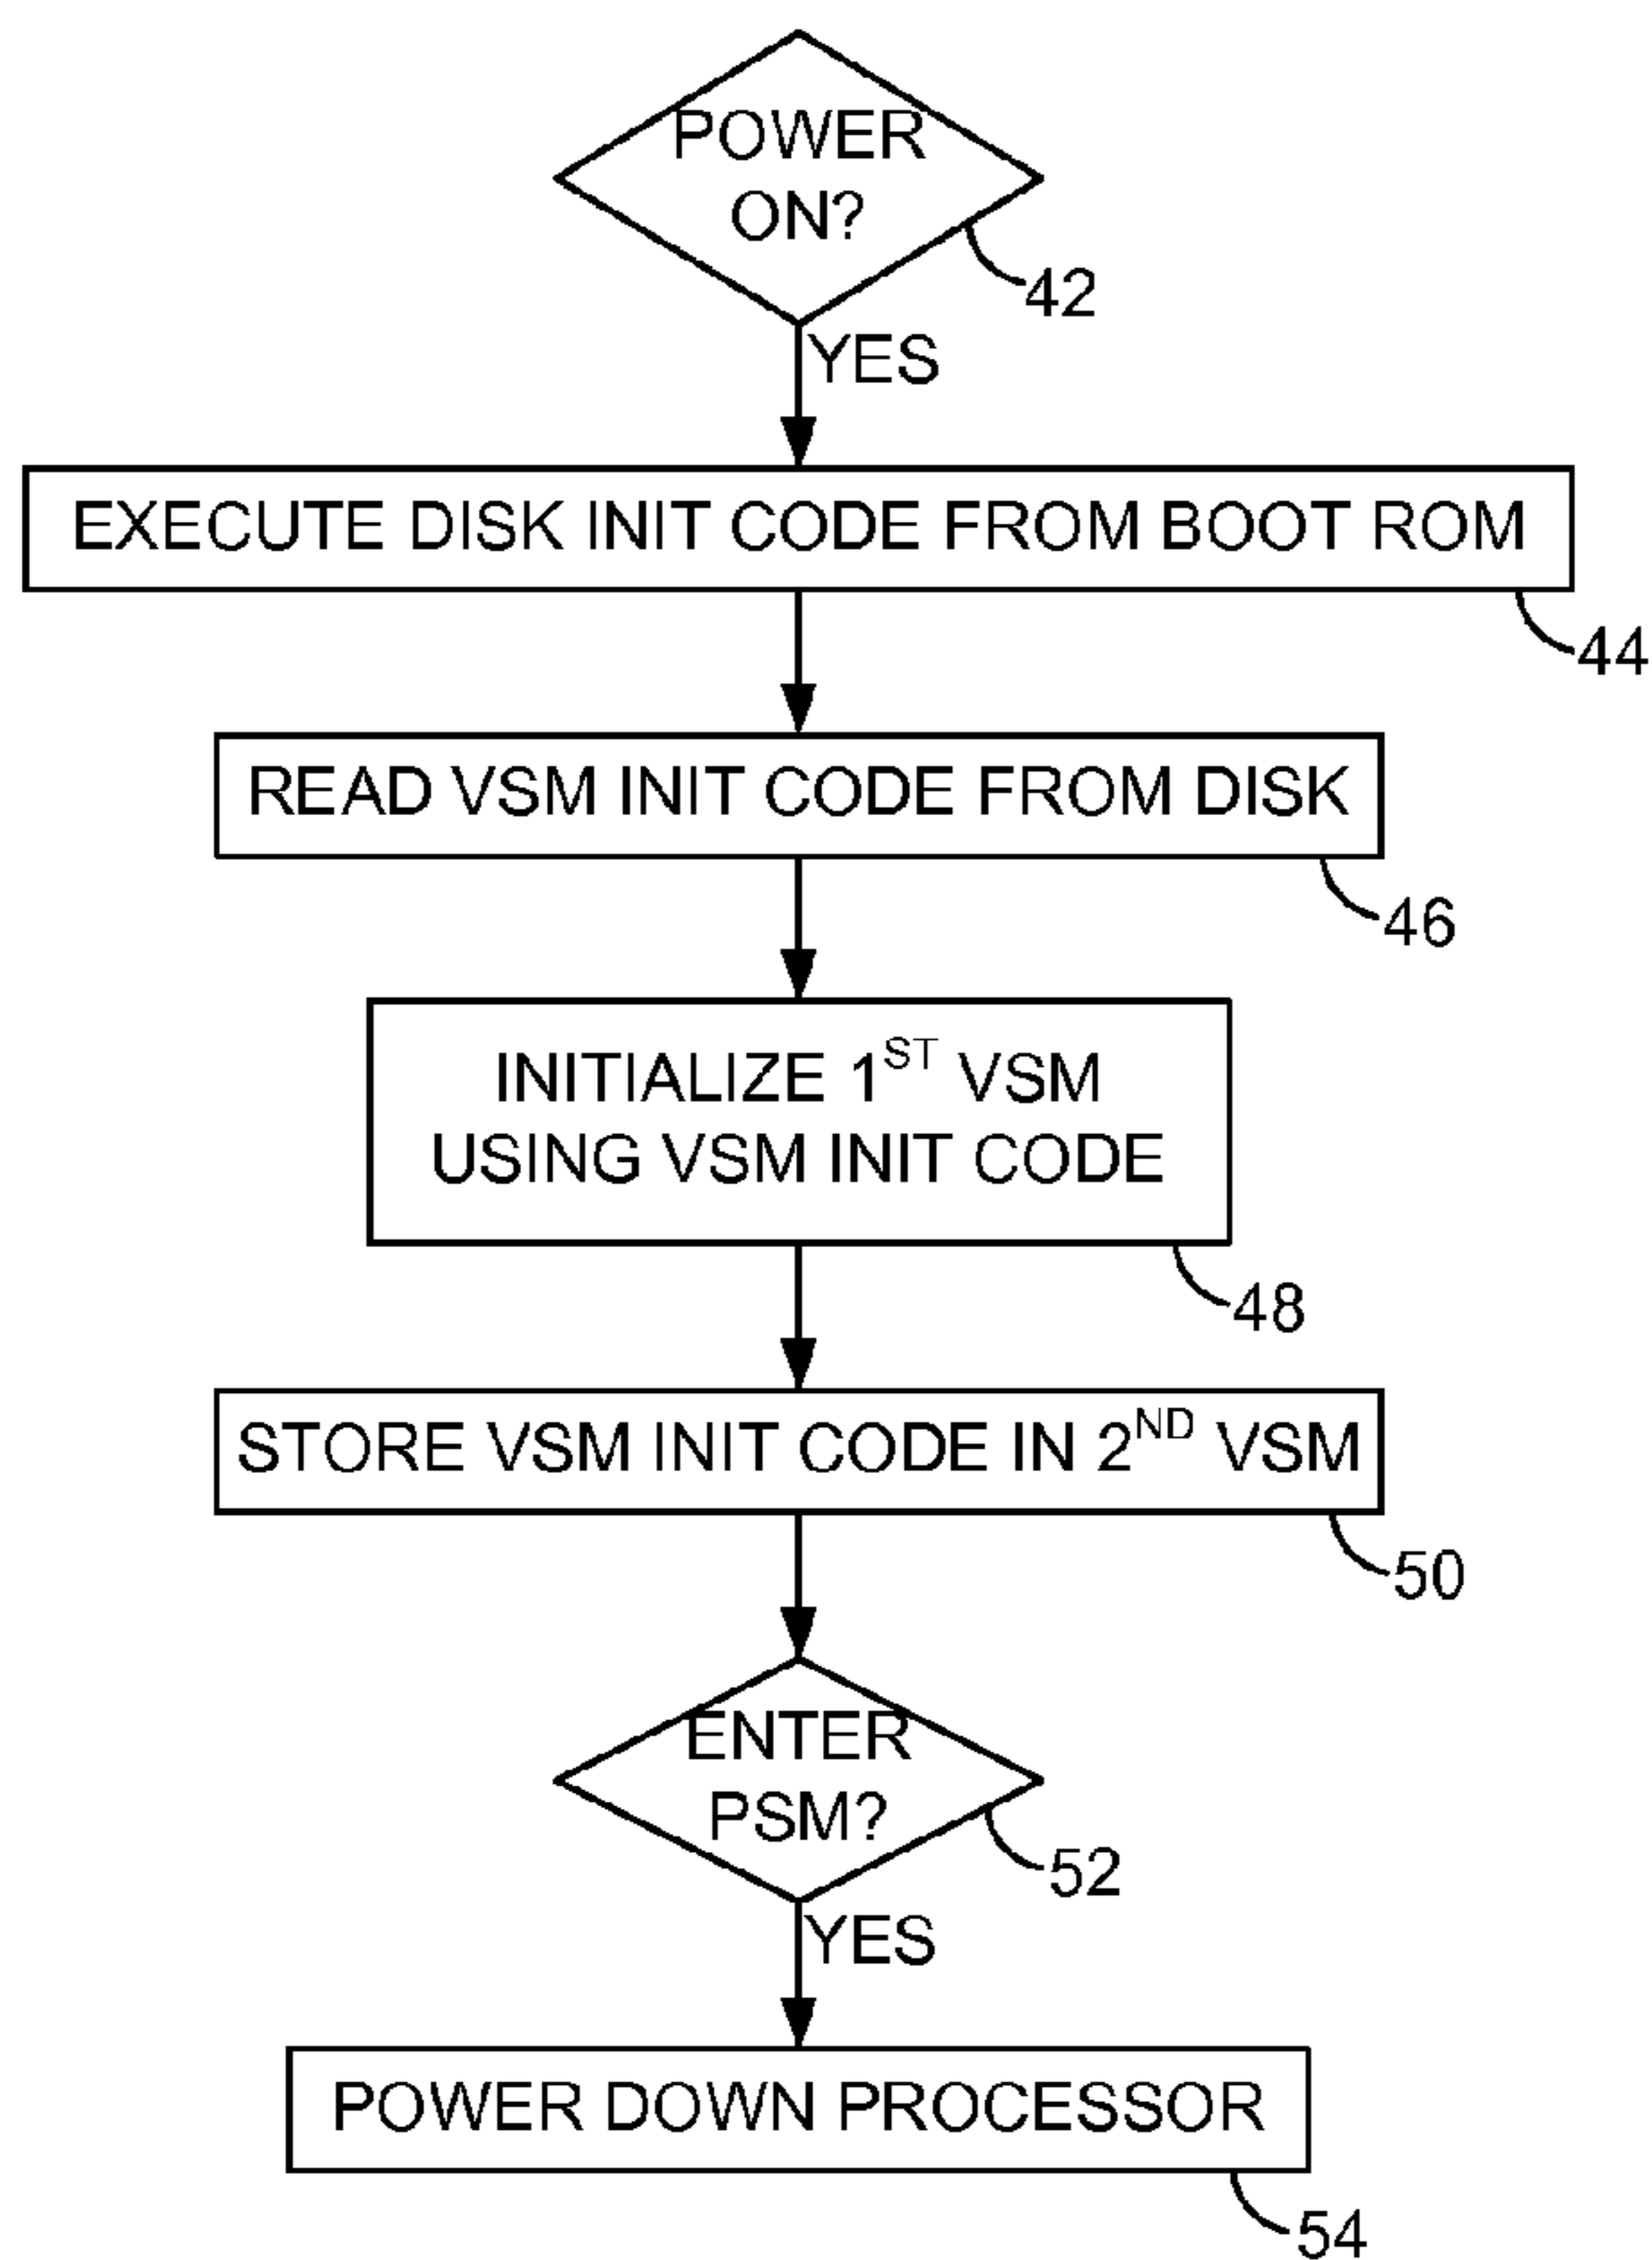 POWER
ON?
42
YES
EXECUTE DISK INIT CODE FROM BOOT ROM
44
READ VSM INIT CODE FROM DISK
46
INITIALIZE 1ST VSM
USING VSM INIT CODE
48
STORE VSM INIT CODE IN 2ND VSM
50
ENTER
PSM?
52
YES
POWER DOWN PROCESSOR
54